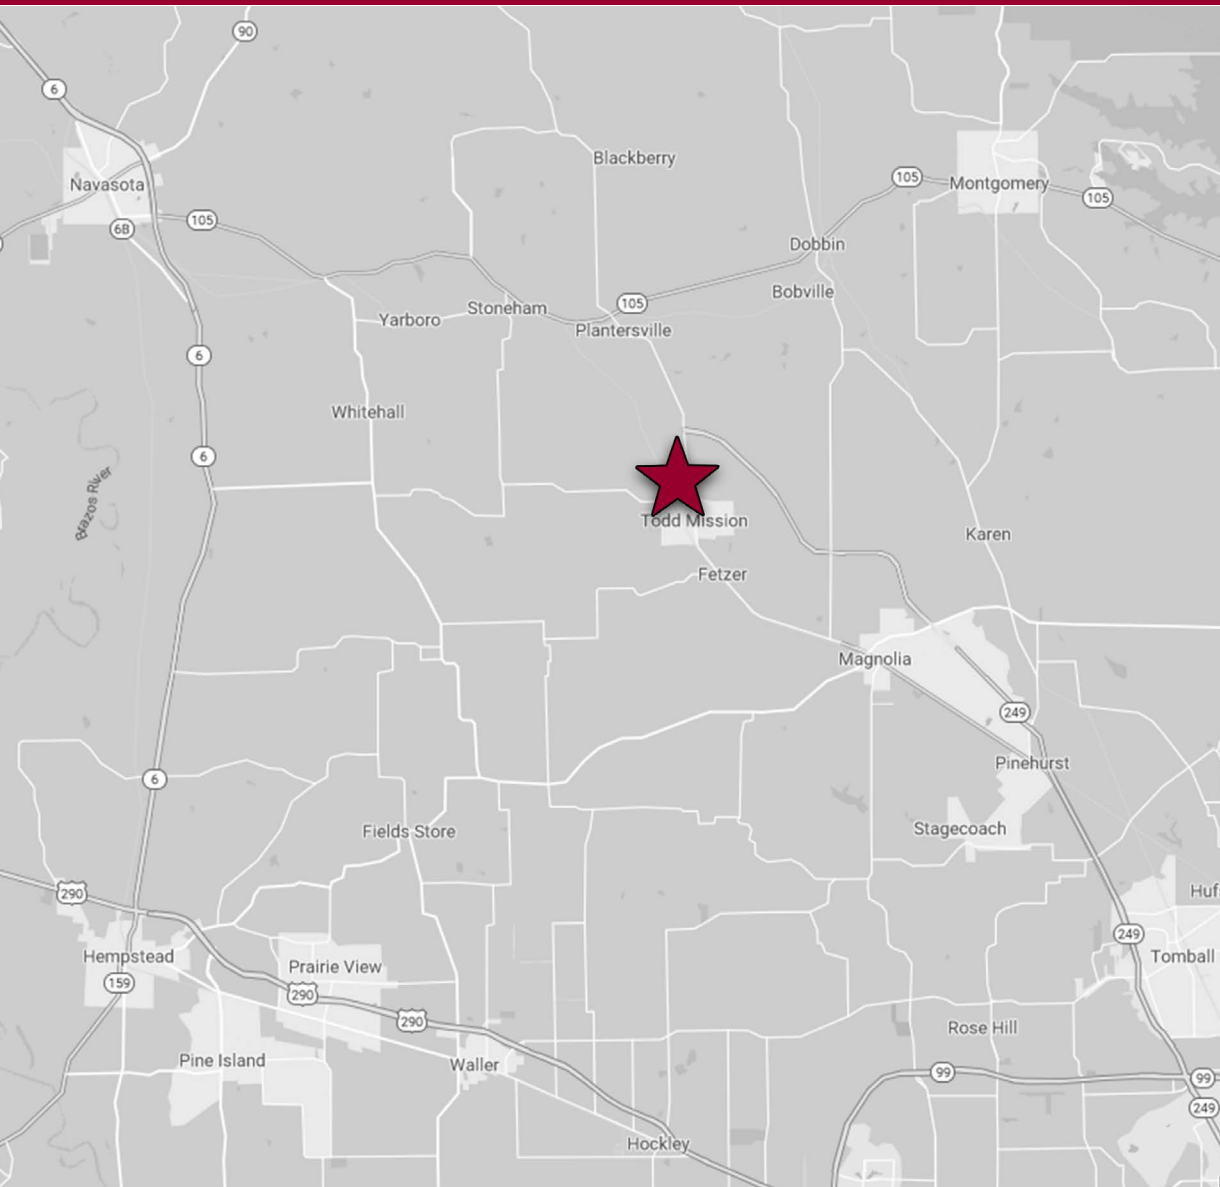 90
6
Blackberry
105
Montgomery
Navasota
105
105
6B
Dobbin
Bobville
105
Stoneham
Yarboro
Plantersville
6
Whitehall
6
Brazos River
Todd Mission
Karen
Fetzer
Magnolia
249
Pinehurst
6
Fields Store
Stagecoach
290
Huf
249
Hempstead
Tomball
Prairie View
159
290
290
Rose Hill
Pine Island
Waller
99
99
249
Hockley